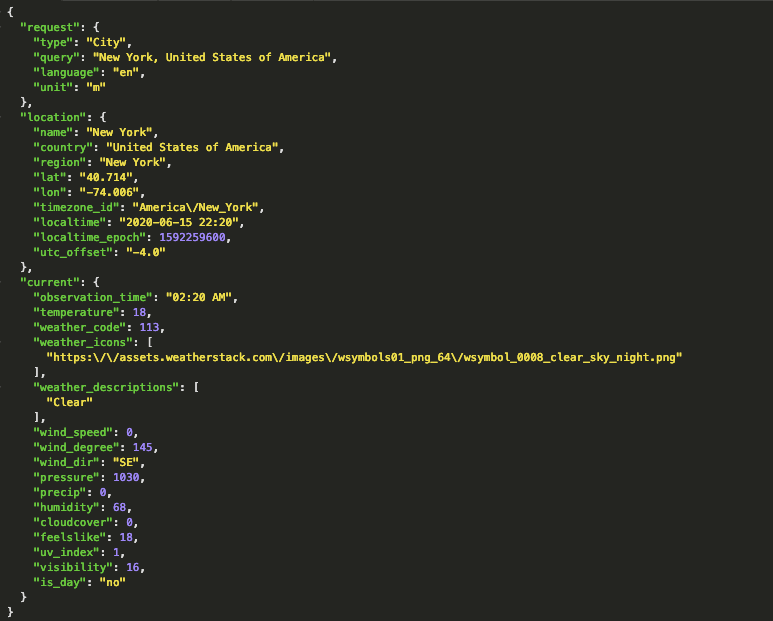 {
  "request": {
    "type": "City",
    "query": "New York, United States of America",
    "language": "en",
    "unit": "m"
  },
  "location": {
    "name": "New York",
    "country": "United States of America",
    "region": "New York",
    "lat": "40.714",
    "lon": "-74.006",
    "timezone_id": "America\/New_York",
    "localtime": "2020-06-15 22:20",
    "localtime_epoch": 1592259600,
    "utc_offset": "-4.0"
  },
  "current": {
    "observation_time": "02:20 AM",
    "temperature": 18,
    "weather_code": 113,
    "weather_icons": [
      "https:\/\/assets.weatherstack.com\/images\/wsymbols01_png_64\/wsymbol_0008_clear_sky_night.png"
    ],
    "weather_descriptions": [
      "Clear"
    ],
    "wind_speed": 0,
    "wind_degree": 145,
    "wind_dir": "SE",
    "pressure": 1030,
    "precip": 0,
    "humidity": 68,
    "cloudcover": 0,
    "feelslike": 18,
    "uv_index": 1,
    "visibility": 16,
    "is_day": "no"
  }
}